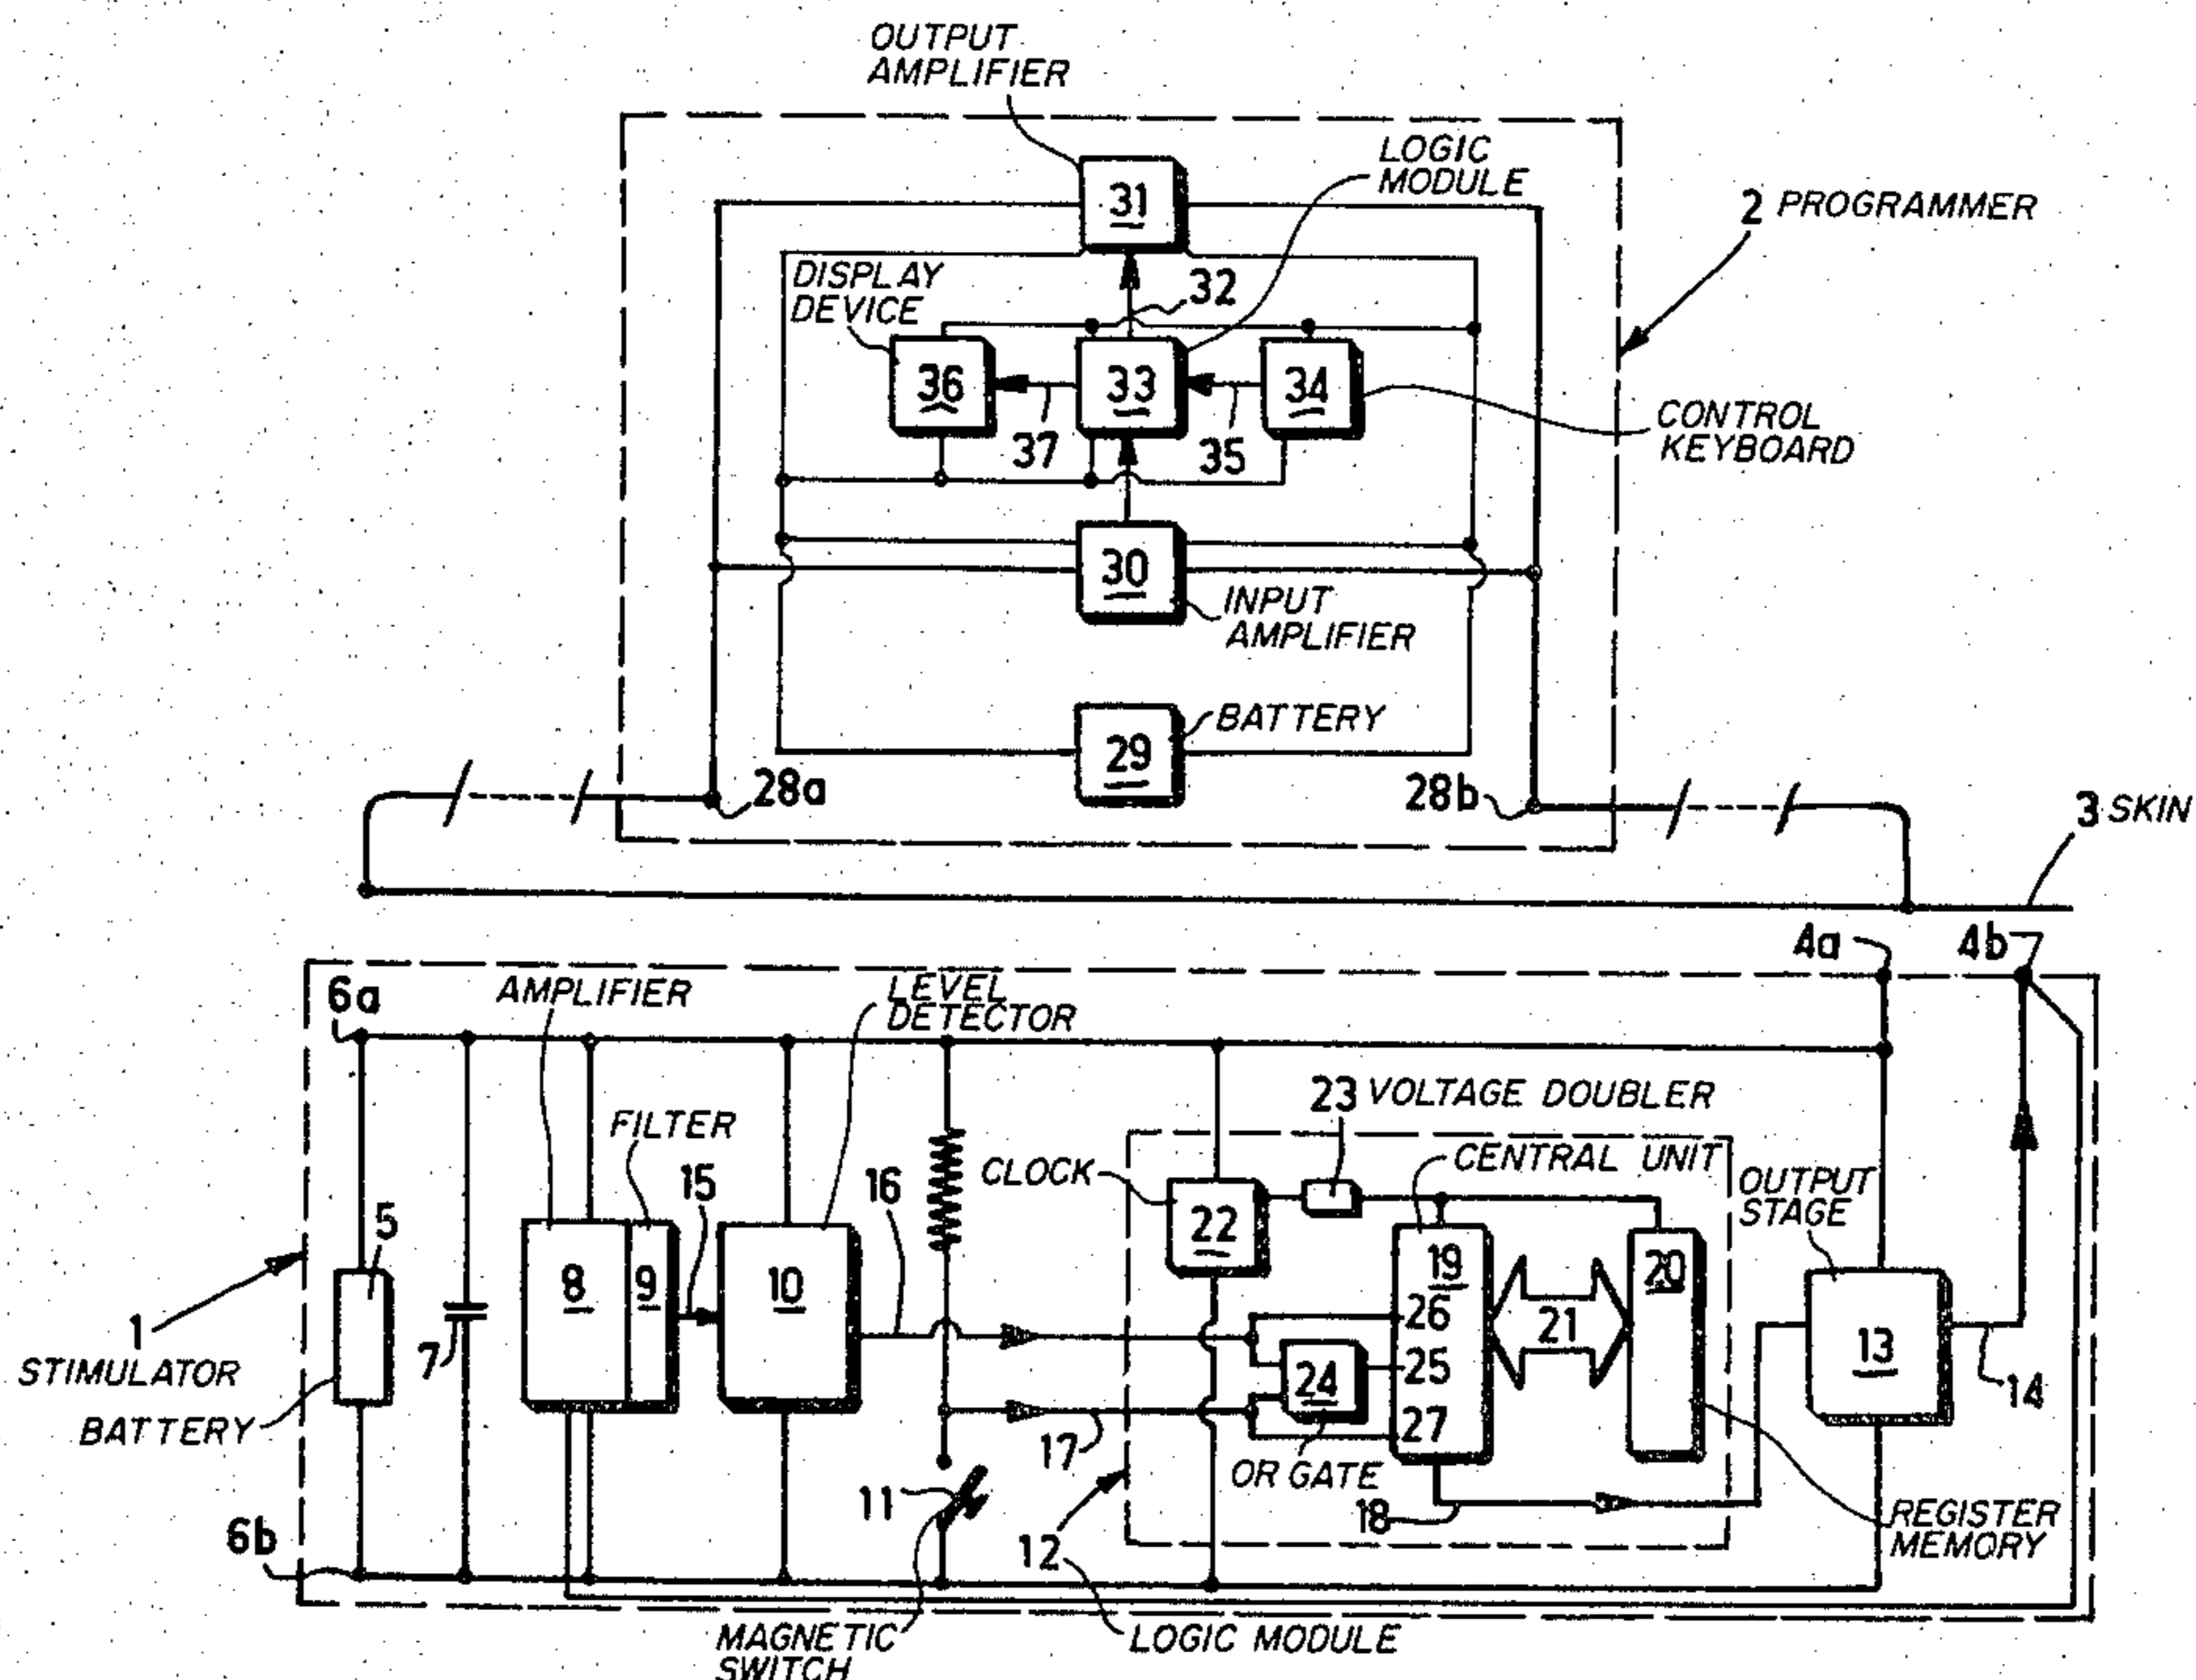 OUTPUT
AMPLIFIER
LOGIC
MODULE
31
2 PROGRAMMER
DISPLAY
DEVICE
32
36
33
34
37
35
CONTROL
KEYBOARD
30
INPUT
AMPLIFIER
BATTERY
29
28a
28b
3 SKIN
4a
4b
6a
AMPLIFIER
LEVEL
DETECTOR
23 VOLTAGE DOUBLER
FILTER
15
16
CLOCK
CENTRAL UNIT
OUTPUT
STAGE
5
22
8
9
10
19
20
26
21
1
STIMULATOR
7
24
25
13
14
BATTERY
27
17
OR GATE
11
18
REGISTER
MEMORY
6b
12
MAGNETIC
SWITCH
LOGIC MODULE